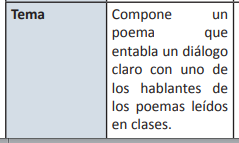 Tema
Compone un
poema que
entabla un diálogo
claro con uno de
los hablantes de
los poemas leídos
en clases.